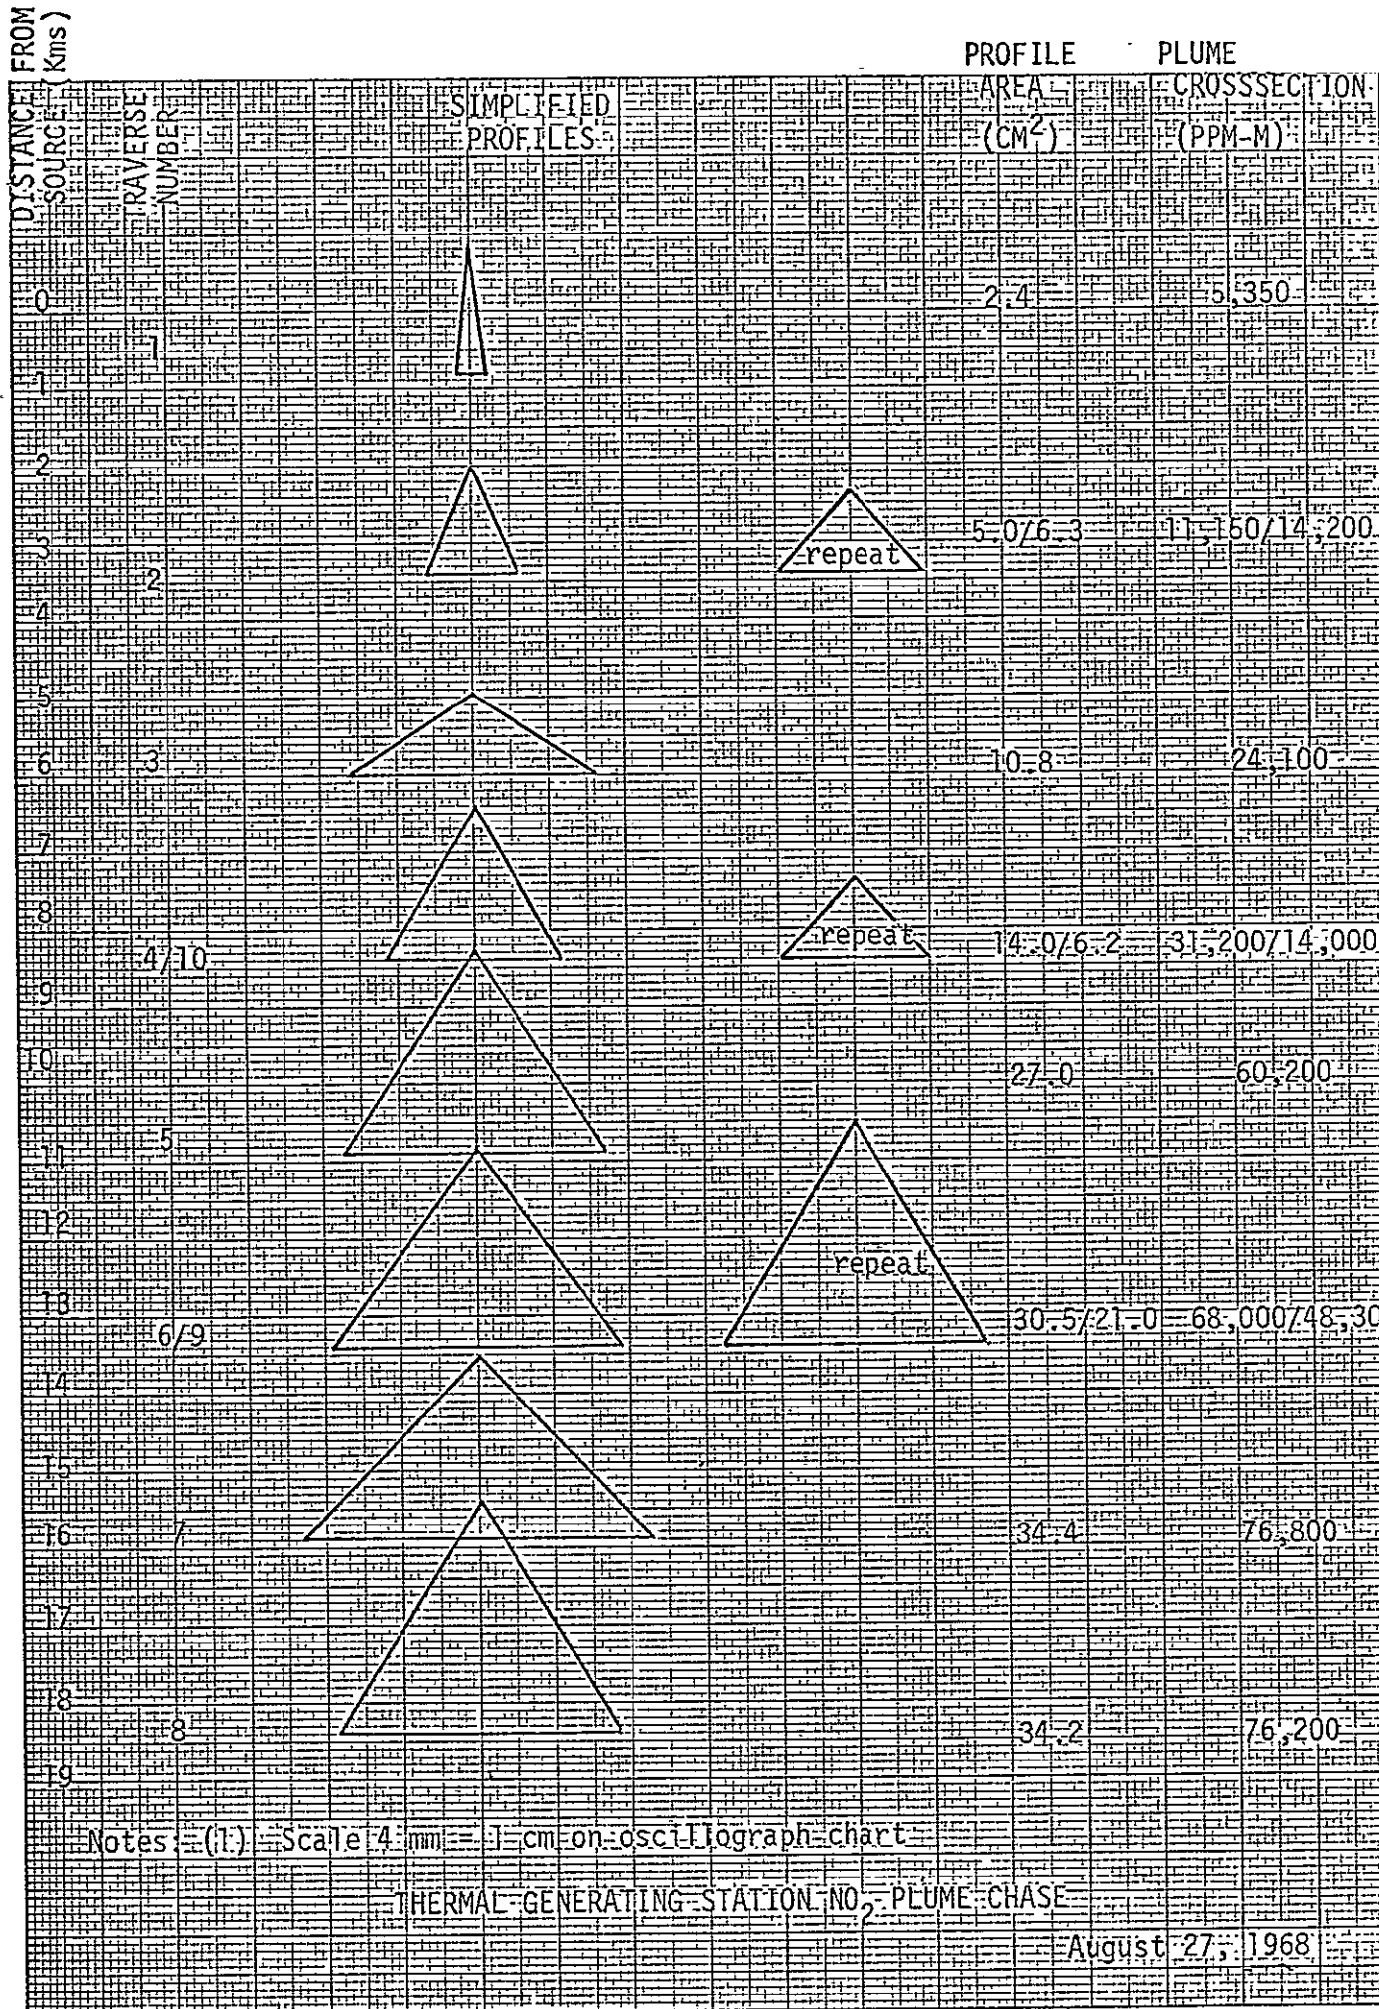 DISTANCE FROM
SOURCE (Kms)
TRAVERSE
NUMBER
SIMPLIFIED
PROFILES
PROFILE
AREA
(CM²)
PLUME
CROSSSECTION
(PPM-M)
0
2.4 5,350
1
1
2
5.0/6.3 11,150/14,200
3
repeat
2
4
5
6 3 10.8 24,100
7
8
repeat
14.0/6.2 31,200/14,000
4/10
9
10
27.0 60,200
5
11
12
repeat
13
30.5/21.0 68,000/48,30
6/9
14
15
16 7 34.4 76,800
17
18
8 34.2 76,200
19
Notes: (1) Scale 4 mm = 1 cm on oscillograph chart
THERMAL GENERATING STATION NO₂ PLUME CHASE
August 27, 1968